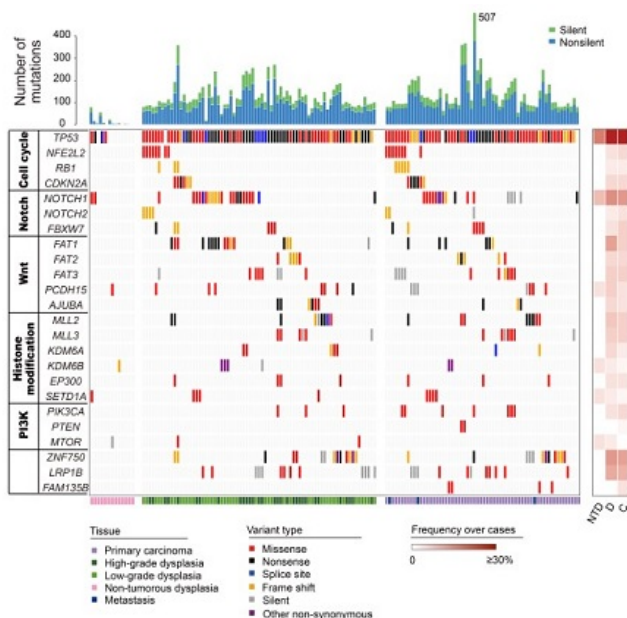 507
Silent
Nonsilent
Number of
mutations
400
300
200
100
0
Cell cycle
TP53
NFE2L2
RB1
CDKN2A
Notch
NOTCH1
NOTCH2
FBXW7
Wnt
FAT1
FAT2
FAT3
PCDH15
AJUBA
Histone
modification
MLL2
MLL3
KDM6A
KDM6B
EP300
SETD1A
PI3K
PIK3CA
PTEN
MTOR
ZNF750
LRP1B
FAM135B
NTD
D
C
Tissue
Primary carcinoma
High-grade dysplasia
Low-grade dysplasia
Non-tumorous dysplasia
Metastasis
Variant type
Missense
Nonsense
Splice site
Frame shift
Silent
Other non-synonymous
Frequency over cases
0 ≥30%